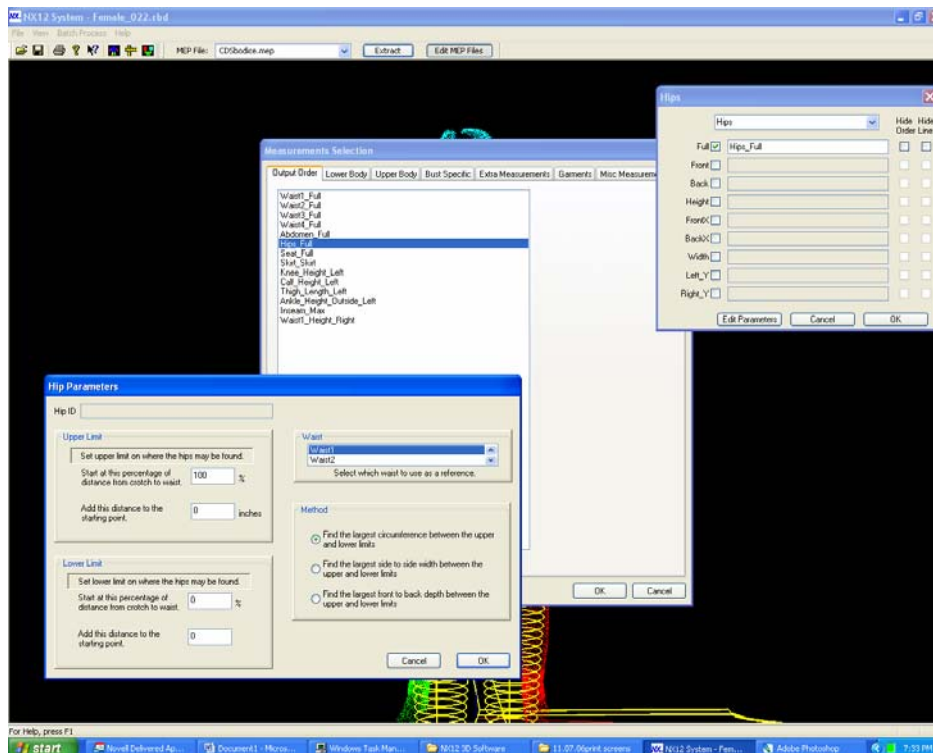 NX12 System - Female_022.rbd
File View Batch Process Help
MEP File: CDSbodice.mep Extract Edit MEP Files
Hips
Hips
Hide Order Hide Line
Full Hips_Full
Front
Back
Height
FrontX
BackX
Width
Left_Y
Right_Y
Edit Parameters Cancel OK
Measurements Selection
Output Order Lower Body Upper Body Bust Specific Extra Measurements Garments Misc Measurem
Waist1_Full
Waist2_Full
Waist3_Full
Waist4_Full
Abdomen_Full
Hips_Full
Seat_Full
Skirt_Skirt
Knee_Height_Left
Calf_Height_Left
Thigh_Length_Left
Ankle_Height_Outside_Left
Inseam_Max
Waist1_Height_Right
OK Cancel
Hip Parameters
Hip ID
Upper Limit
Set upper limit on where the hips may be found.
Start at this percentage of
distance from crotch to waist. 100 %
Add this distance to the
starting point. 0 inches
Lower Limit
Set lower limit on where the hips may be found.
Start at this percentage of
distance from crotch to waist. 0 %
Add this distance to the
starting point. 0
Waist
Waist1
Waist2
Select which waist to use as a reference.
Method
Find the largest circumference between the upper
and lower limits
Find the largest side to side width between the
upper and lower limits
Find the largest front to back depth between the
upper and lower limits
Cancel OK
For Help, press F1
start Novell Delivered Ap... Document1 - Micros... Windows Task Man... NX12 3D Software 11.07.06print screens NX12 System - Fem... Adobe Photoshop 7:33 PM